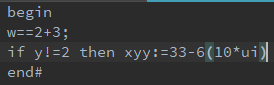 begin
w==2+3;
if y!=2 then xyy:=33-6(10*ui)
end#